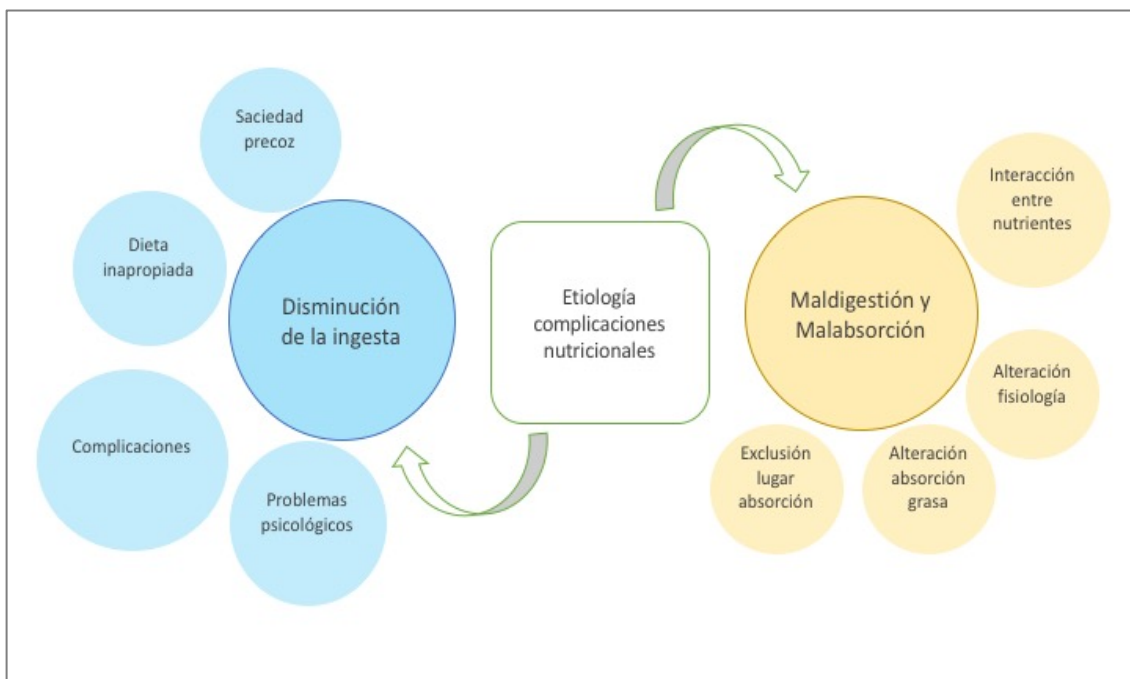 Saciedad
precoz
Dieta
inapropiada
Disminución
de la ingesta
Complicaciones
Problemas
psicológicos
Etiología
complicaciones
nutricionales
Maldigestión y
Malabsorción
Interacción
entre
nutrientes
Alteración
fisiología
Alteración
absorción
grasa
Exclusión
lugar
absorción